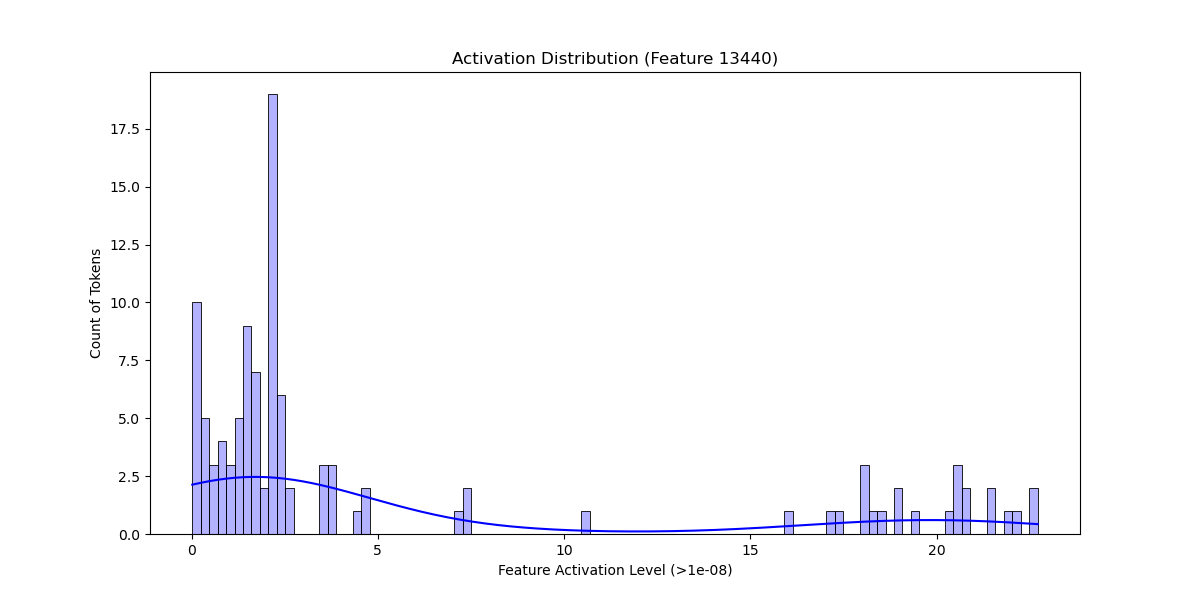 Activation Distribution (Feature 13440)
17.5
15.0
12.5
10.0
7.5
5.0
2.5
0.0
Count of Tokens
0 5 10 15 20
Feature Activation Level (>1e-08)